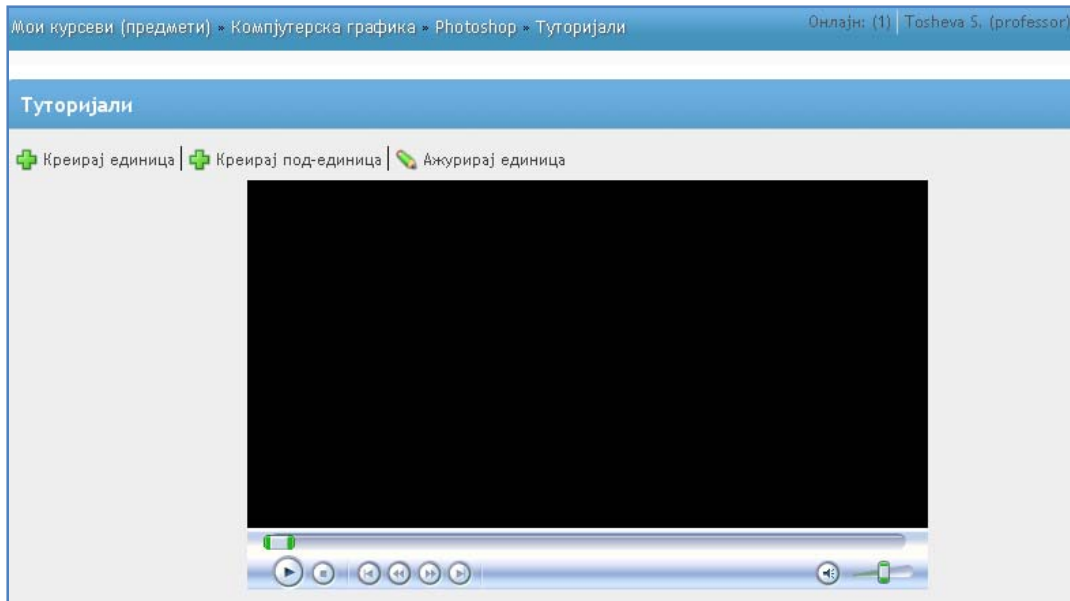 Мои курсеви (предмети) » Компјутерска графика » Photoshop » Туторијали
Онлајн: (1) Tosheva S. (professor)
Туторијали
Креирај единица Креирај под-единица Ажурирај единица